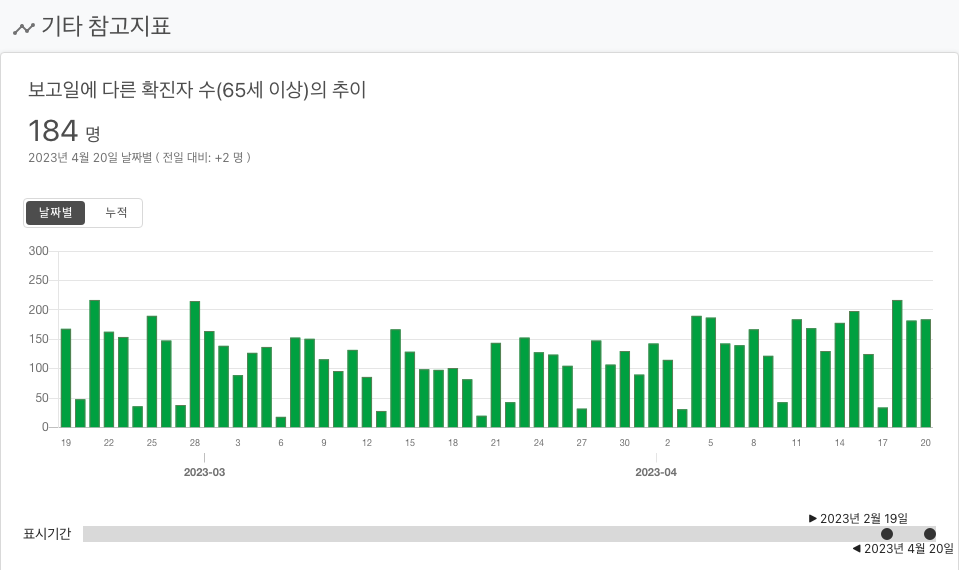 기타 참고지표
보고일에 다른 확진자 수(65세 이상)의 추이
184 명
2023년 4월 20일 날짜별 ( 전일 대비: +2 명 )
날짜별 누적
300
250
200
150
100
50
0
19 22 25 28 3 6 9 12 15 18 21 24 27 30 2 5 8 11 14 17 20
2023-03 2023-04
▶ 2023년 2월 19일
표시기간
◀ 2023년 4월 20일